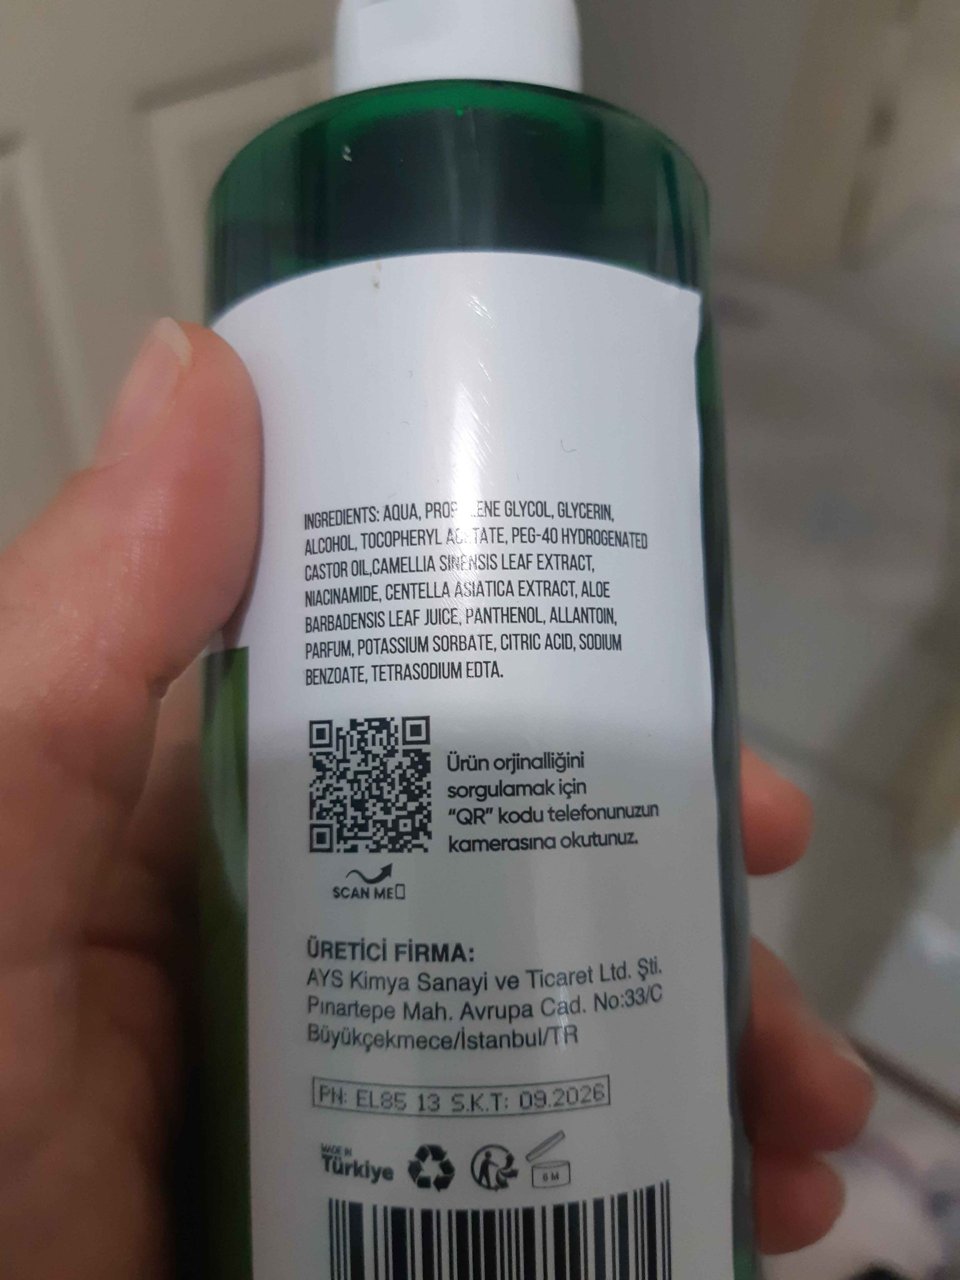 INGREDIENTS: AQUA, PROPYLENE GLYCOL, GLYCERIN,
ALCOHOL, TOCOPHERYL ACETATE, PEG-40 HYDROGENATED
CASTOR OIL,CAMELLIA SINENSIS LEAF EXTRACT,
NIACINAMIDE, CENTELLA ASIATICA EXTRACT, ALOE
BARBADENSIS LEAF JUICE, PANTHENOL, ALLANTOIN,
PARFUM, POTASSIUM SORBATE, CITRIC ACID, SODIUM
BENZOATE, TETRASODIUM EDTA.
Ürün orjinalliğini
sorgulamak için
“QR” kodu telefonunuzun
kamerasına okutunuz.
SCAN ME
ÜRETİCİ FİRMA:
AYS Kimya Sanayi ve Ticaret Ltd. Şti.
Pınartepe Mah. Avrupa Cad. No:33/C
Büyükçekmece/İstanbul/TR
PN: EL85 13 S.K.T: 09.2026
MADE IN
Türkiye
6 M